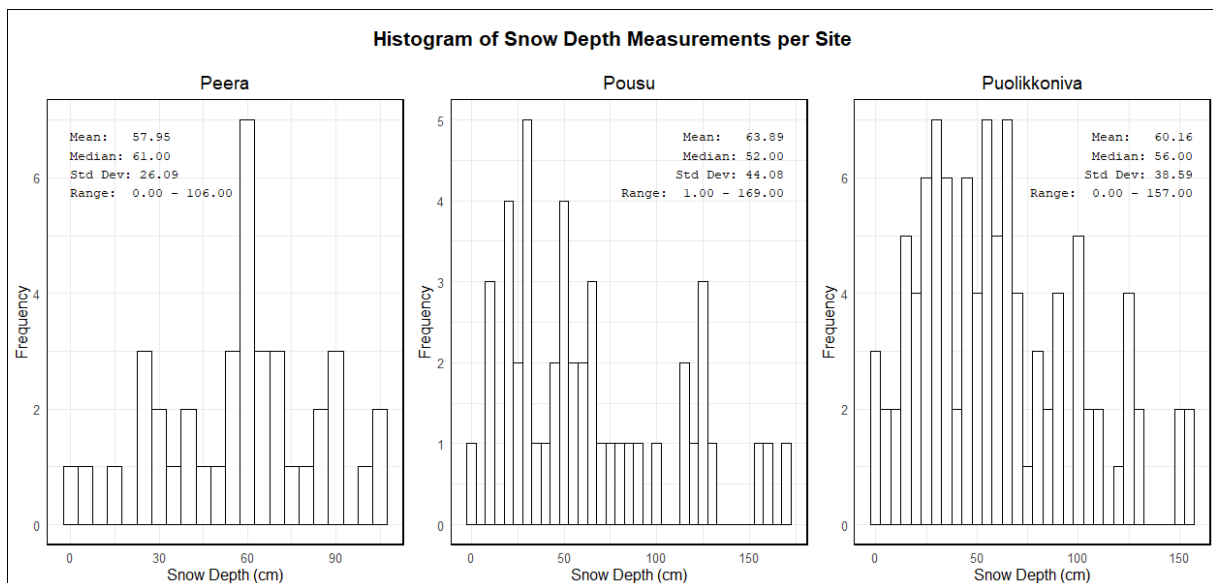 Histogram of Snow Depth Measurements per Site
Peera
Mean: 57.95
Median: 61.00
Std Dev: 26.09
Range: 0.00 - 106.00
Frequency
6
4
2
0
0
30
60
90
Snow Depth (cm)
Pousu
Mean: 63.89
Median: 52.00
Std Dev: 44.08
Range: 1.00 - 169.00
Frequency
5
4
3
2
1
0
0
50
100
150
Snow Depth (cm)
Puolikkoniva
Mean: 60.16
Median: 56.00
Std Dev: 38.59
Range: 0.00 - 157.00
Frequency
6
4
2
0
0
50
100
150
Snow Depth (cm)